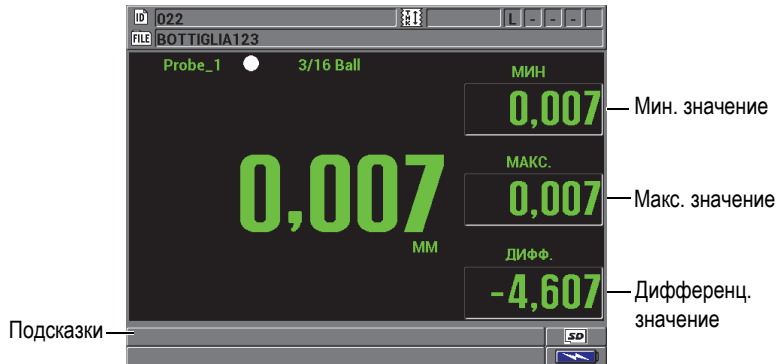 ID 022 L - - -
FILE BOTTIGLIA123
Probe_1 3/16 Ball
МИН
0,007
Мин. значение
0,007
ММ
МАКС.
0,007
Макс. значение
ДИФФ.
-4,607
Дифференц.
значение
Подсказки
SD